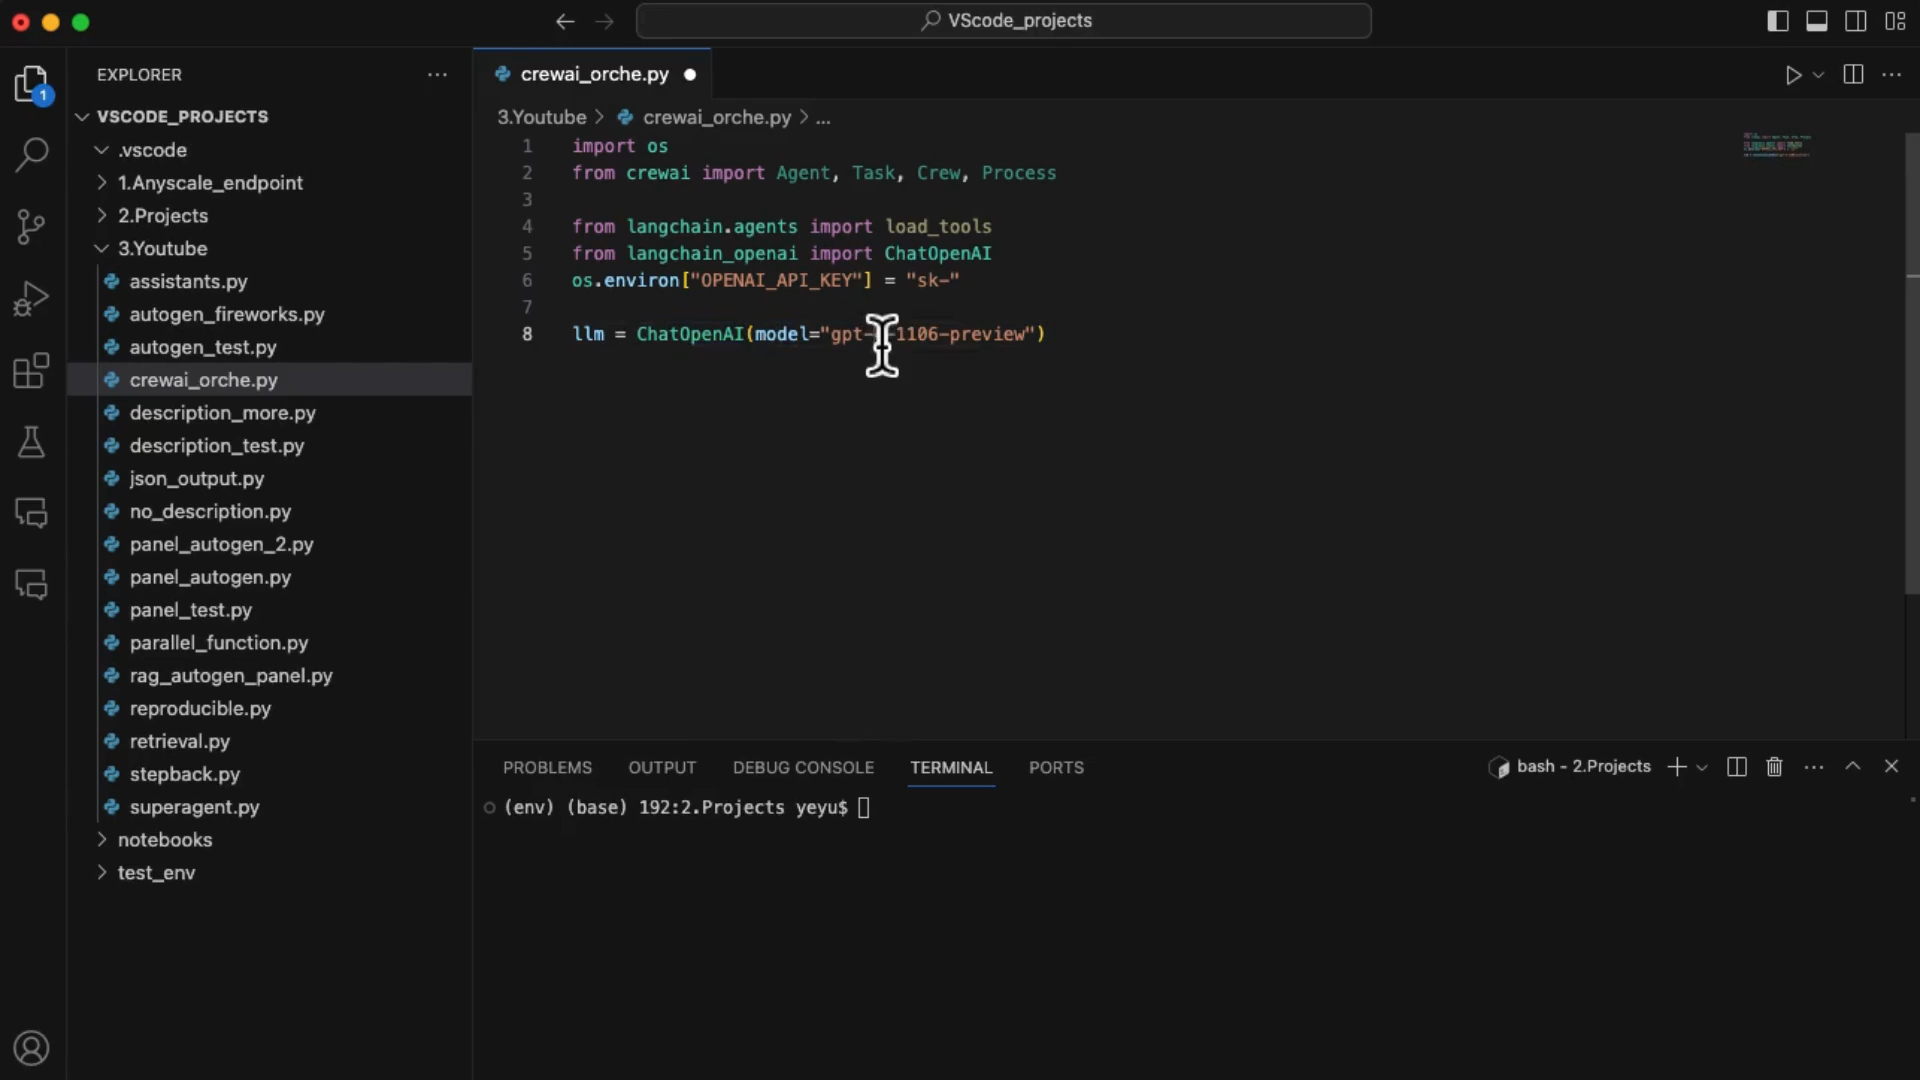 VScode_projects
EXPLORER
1
VSCODE_PROJECTS
.vscode
1.Anyscale_endpoint
2.Projects
3.Youtube
assistants.py
autogen_fireworks.py
autogen_test.py
crewai_orche.py
description_more.py
description_test.py
json_output.py
no_description.py
panel_autogen_2.py
panel_autogen.py
panel_test.py
parallel_function.py
rag_autogen_panel.py
reproducible.py
retrieval.py
stepback.py
superagent.py
notebooks
test_env
crewai_orche.py
3.Youtube > crewai_orche.py > ...
1 import os
2 from crewai import Agent, Task, Crew, Process
3
4 from langchain.agents import load_tools
5 from langchain_openai import ChatOpenAI
6 os.environ["OPENAI_API_KEY"] = "sk-"
7
8 llm = ChatOpenAI(model="gpt- -1106-preview")
PROBLEMS OUTPUT DEBUG CONSOLE TERMINAL PORTS
bash - 2.Projects
(env) (base) 192:2.Projects yeyu$